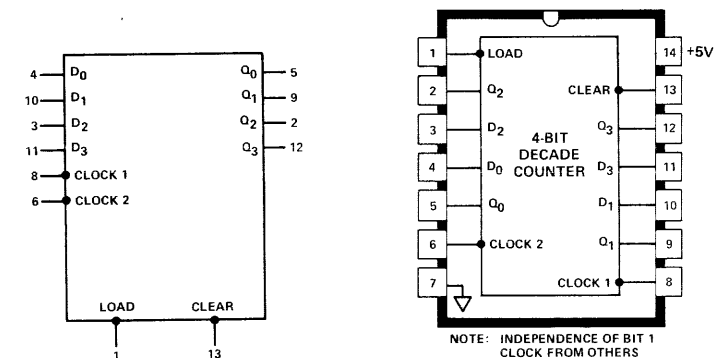 4 D0 Q0 5
10 D1 Q1 9
3 D2 Q2 2
11 D3 Q3 12
8 CLOCK 1
6 CLOCK 2
LOAD CLEAR
1 13
1 LOAD 14 +5V
2 Q2 CLEAR 13
3 D2 Q3 12
4-BIT
DECADE
COUNTER
4 D0 D3 11
5 Q0 D1 10
6 CLOCK 2 Q1 9
7 CLOCK 1 8
NOTE: INDEPENDENCE OF BIT 1
CLOCK FROM OTHERS